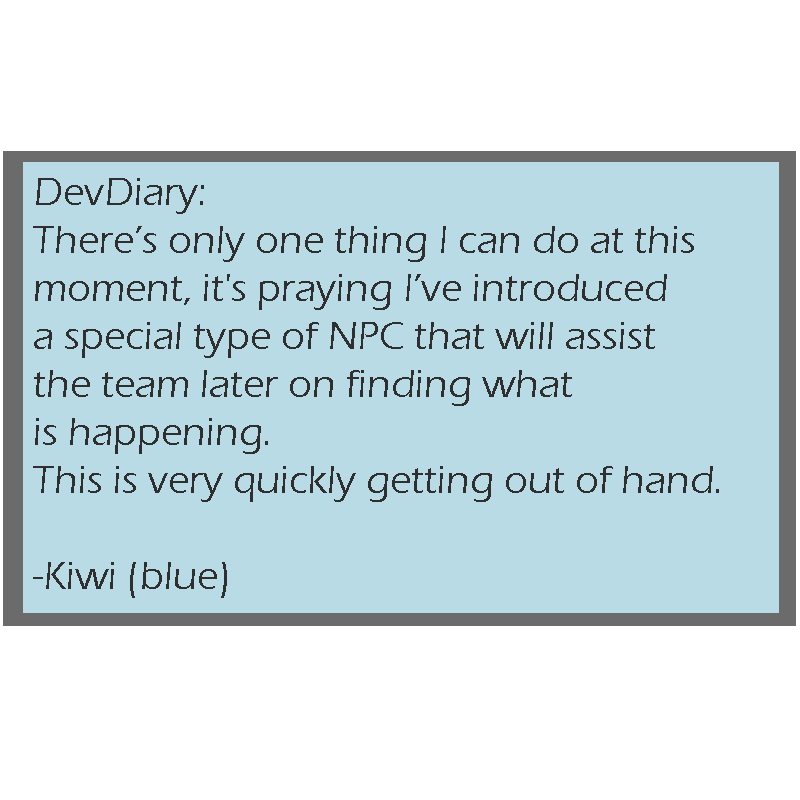 DevDiary:
There’s only one thing I can do at this
moment, it's praying I’ve introduced
a special type of NPC that will assist
the team later on finding what
is happening.
This is very quickly getting out of hand.
-Kiwi (blue)